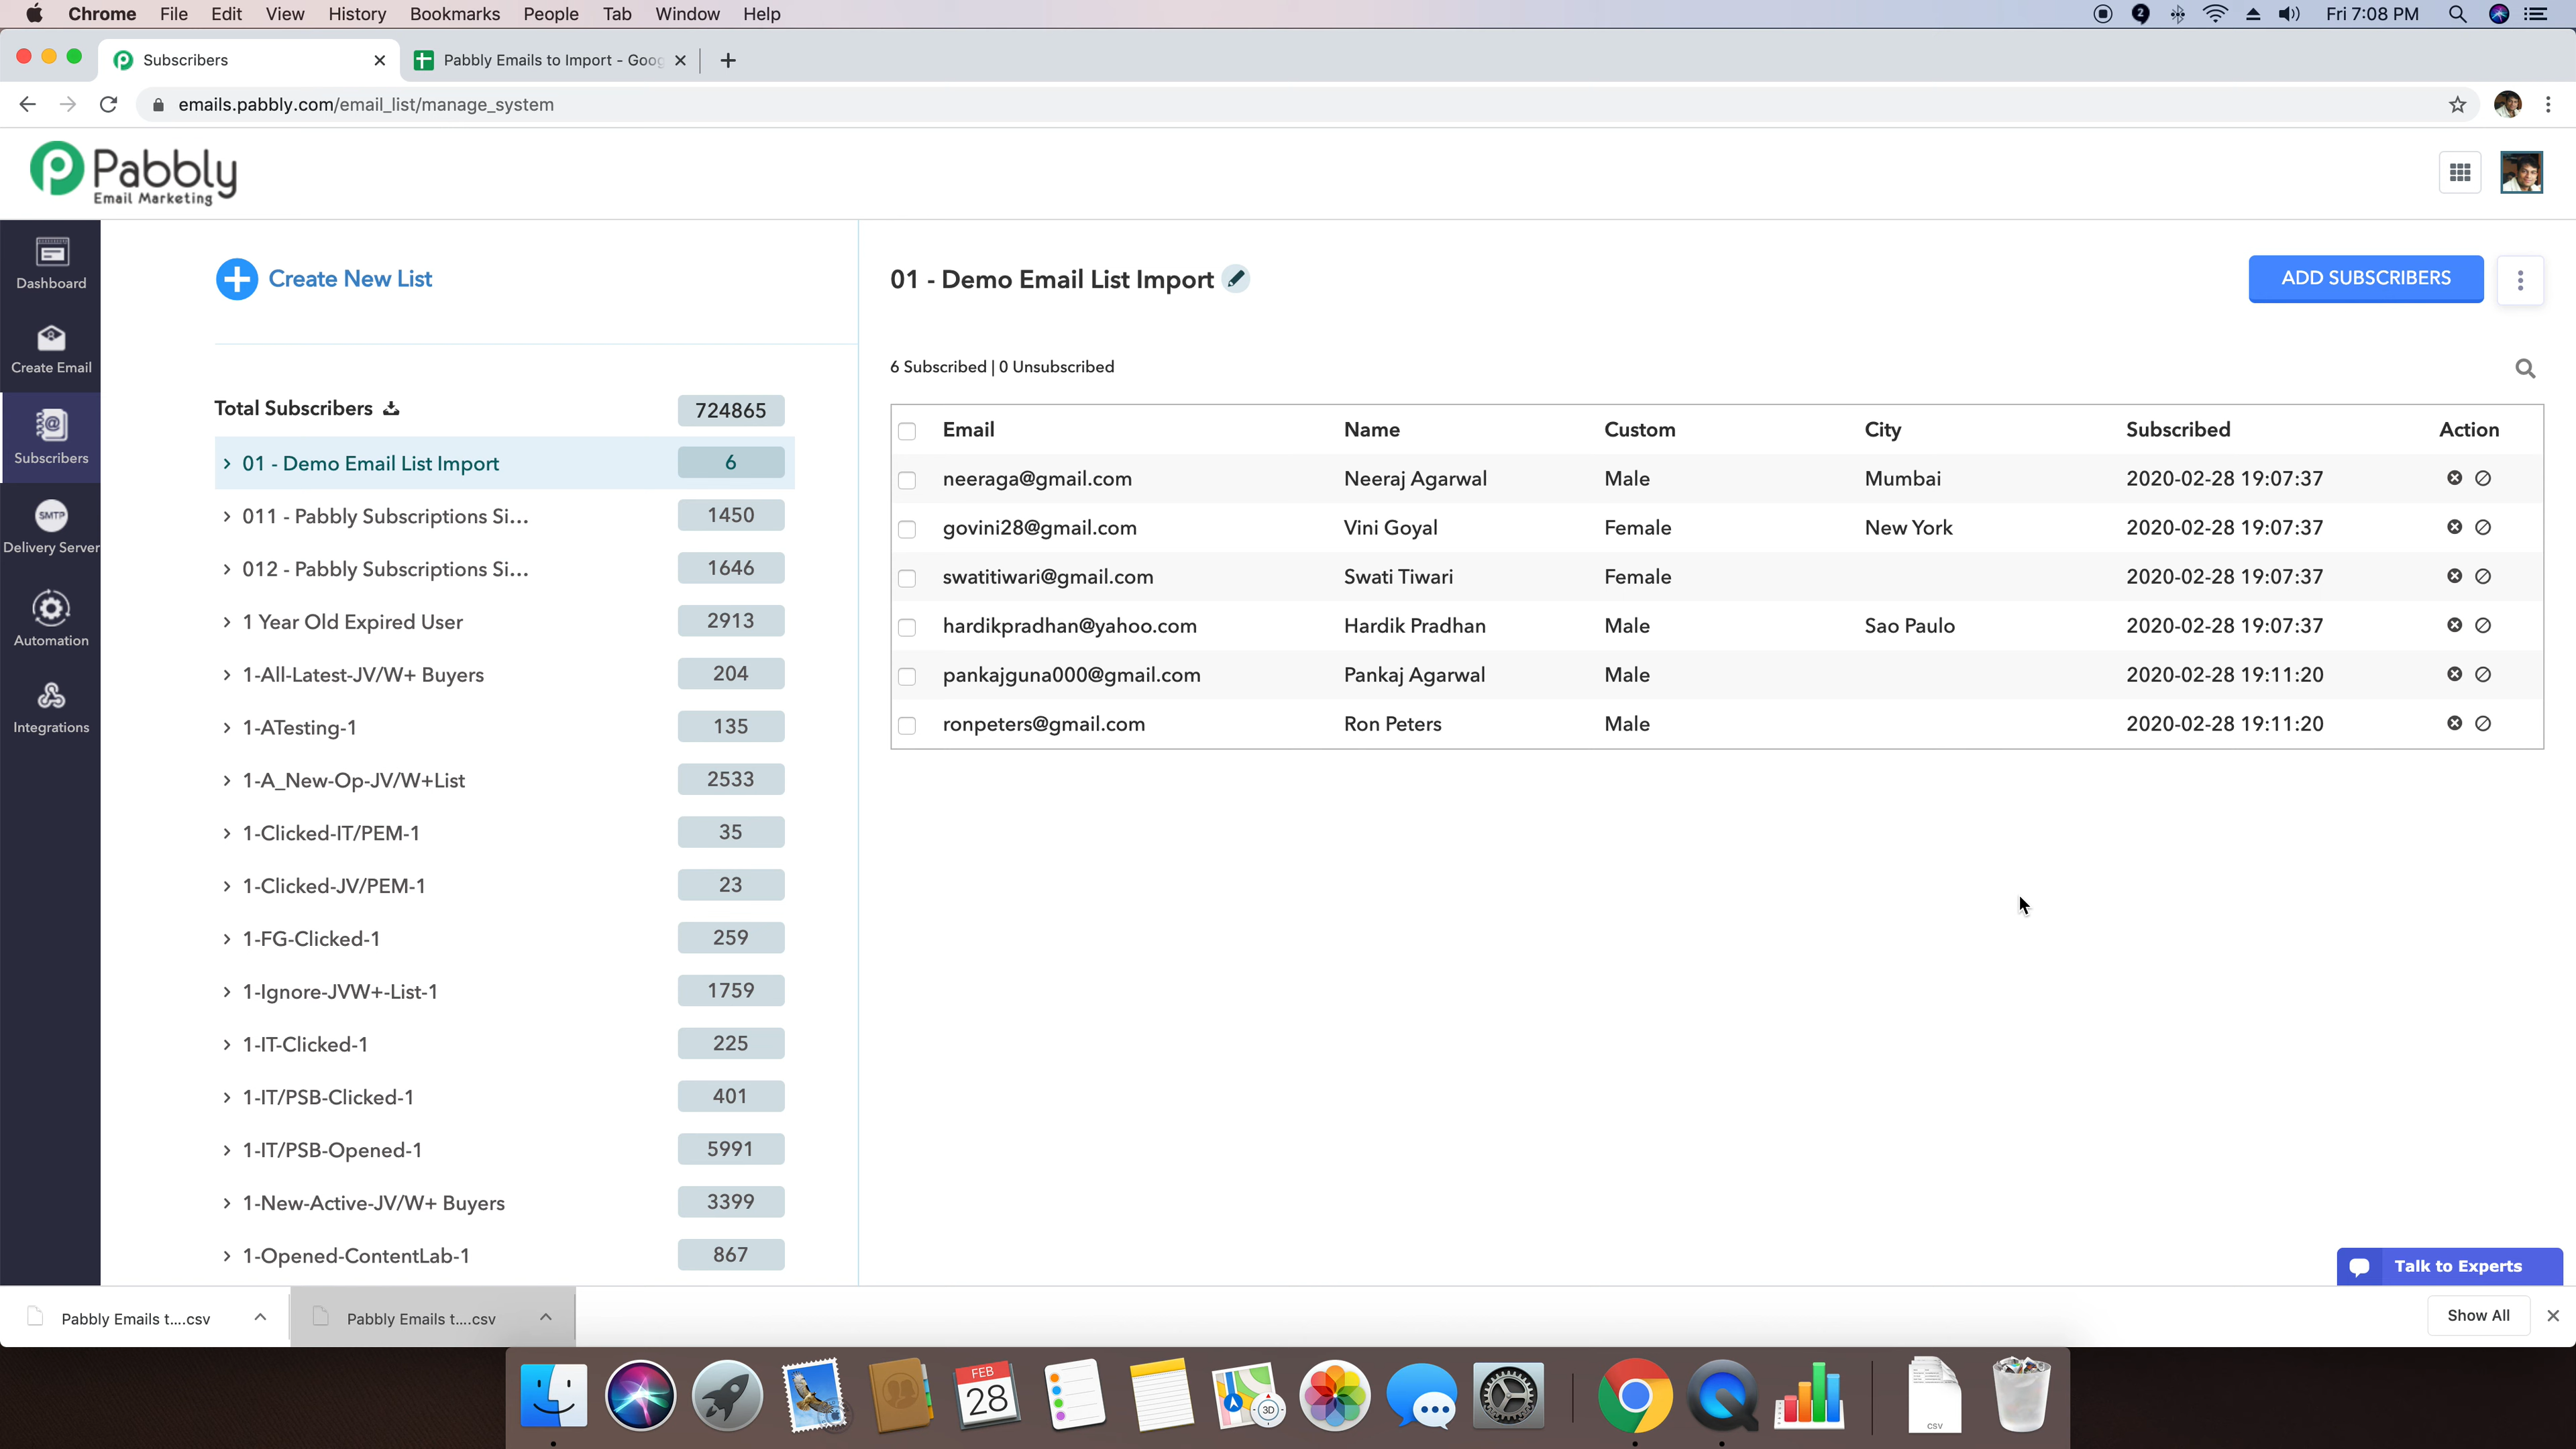 Chrome File Edit View History Bookmarks People Tab Window Help
2 Fri 7:08 PM
Subscribers
Pabbly Emails to Import - Goog
emails.pabbly.com/email_list/manage_system
Pabbly
Email Marketing
Dashboard
Create Email
Subscribers
SMTP
Delivery Server
Automation
Integrations
Create New List
Total Subscribers 724865
01 - Demo Email List Import 6
011 - Pabbly Subscriptions Si... 1450
012 - Pabbly Subscriptions Si... 1646
1 Year Old Expired User 2913
1-All-Latest-JV/W+ Buyers 204
1-ATesting-1 135
1-A_New-Op-JV/W+List 2533
1-Clicked-IT/PEM-1 35
1-Clicked-JV/PEM-1 23
1-FG-Clicked-1 259
1-Ignore-JVW+-List-1 1759
1-IT-Clicked-1 225
1-IT/PSB-Clicked-1 401
1-IT/PSB-Opened-1 5991
1-New-Active-JV/W+ Buyers 3399
1-Opened-ContentLab-1 867
01 - Demo Email List Import
ADD SUBSCRIBERS
6 Subscribed | 0 Unsubscribed
Email Name Custom City Subscribed Action
neeraga@gmail.com Neeraj Agarwal Male Mumbai 2020-02-28 19:07:37
govini28@gmail.com Vini Goyal Female New York 2020-02-28 19:07:37
swatitiwari@gmail.com Swati Tiwari Female 2020-02-28 19:07:37
hardikpradhan@yahoo.com Hardik Pradhan Male Sao Paulo 2020-02-28 19:07:37
pankajguna000@gmail.com Pankaj Agarwal Male 2020-02-28 19:11:20
ronpeters@gmail.com Ron Peters Male 2020-02-28 19:11:20
Talk to Experts
Pabbly Emails t....csv
Pabbly Emails t....csv
Show All
FEB
28
3D
CSV